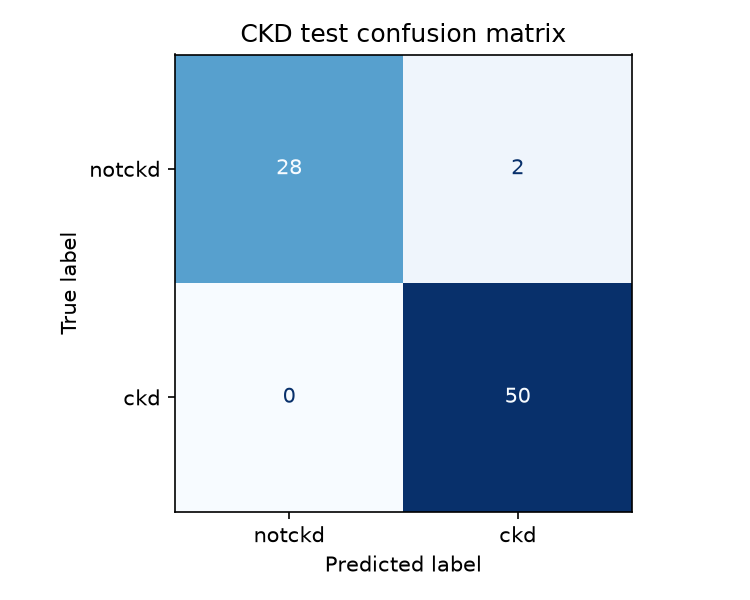 CKD test confusion matrix
True label
notckd
28
2
ckd
0
50
notckd
ckd
Predicted label